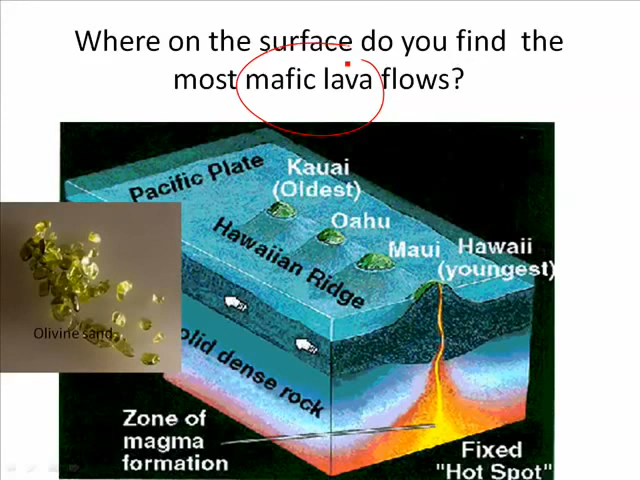 Where on the surface do you find the
most mafic lava flows?
Pacific Plate
Kauai
(Oldest)
Oahu
Hawaiian Ridge
Maui
Hawaii
(youngest)
Olivine sand
olid dense rock
Zone of
magma
formation
Fixed
"Hot Spot"